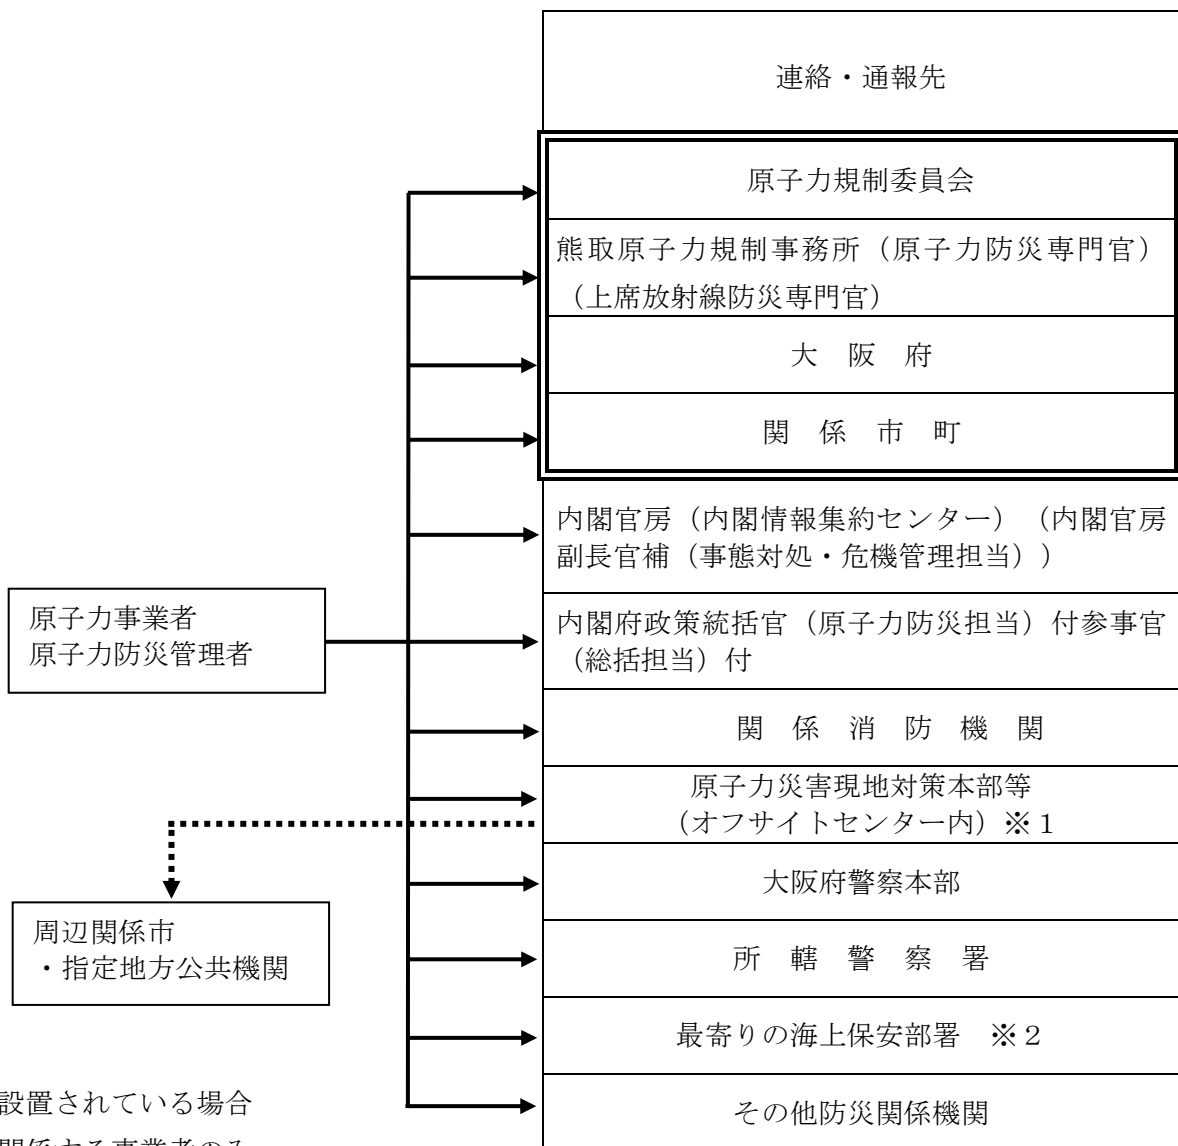 連絡・通報先
原子力規制委員会
熊取原子力規制事務所（原子力防災専門官）
（上席放射線防災専門官）
大　阪　府
関　係　市　町
内閣官房（内閣情報集約センター）（内閣官房
副長官補（事態対処・危機管理担当））
内閣府政策統括官（原子力防災担当）付参事官
（総括担当）付
関　係　消　防　機　関
原子力災害現地対策本部等
（オフサイトセンター内）※１
大阪府警察本部
所　轄　警　察　署
最寄りの海上保安部署　※２
その他防災関係機関
原子力事業者
原子力防災管理者
周辺関係市
・指定地方公共機関
設置されている場合
関係する事業者のみ